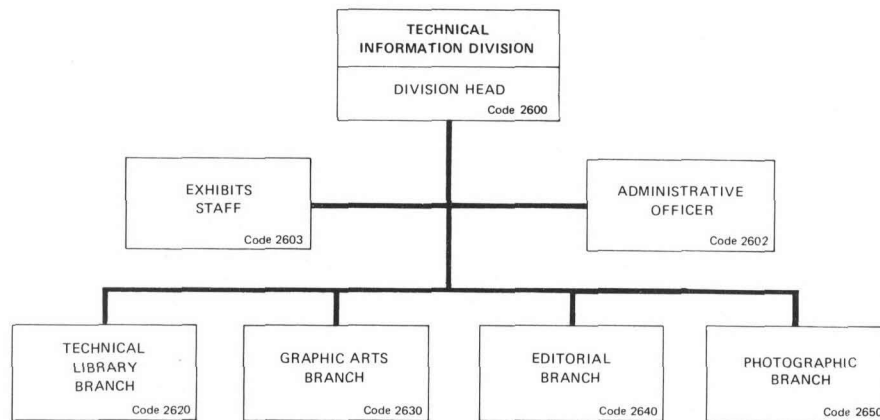 TECHNICAL
INFORMATION DIVISION
DIVISION HEAD
Code 2600
EXHIBITS
STAFF
Code 2603
ADMINISTRATIVE
OFFICER
Code 2602
TECHNICAL
LIBRARY
BRANCH
Code 2620
GRAPHIC ARTS
BRANCH
Code 2630
EDITORIAL
BRANCH
Code 2640
PHOTOGRAPHIC
BRANCH
Code 2650